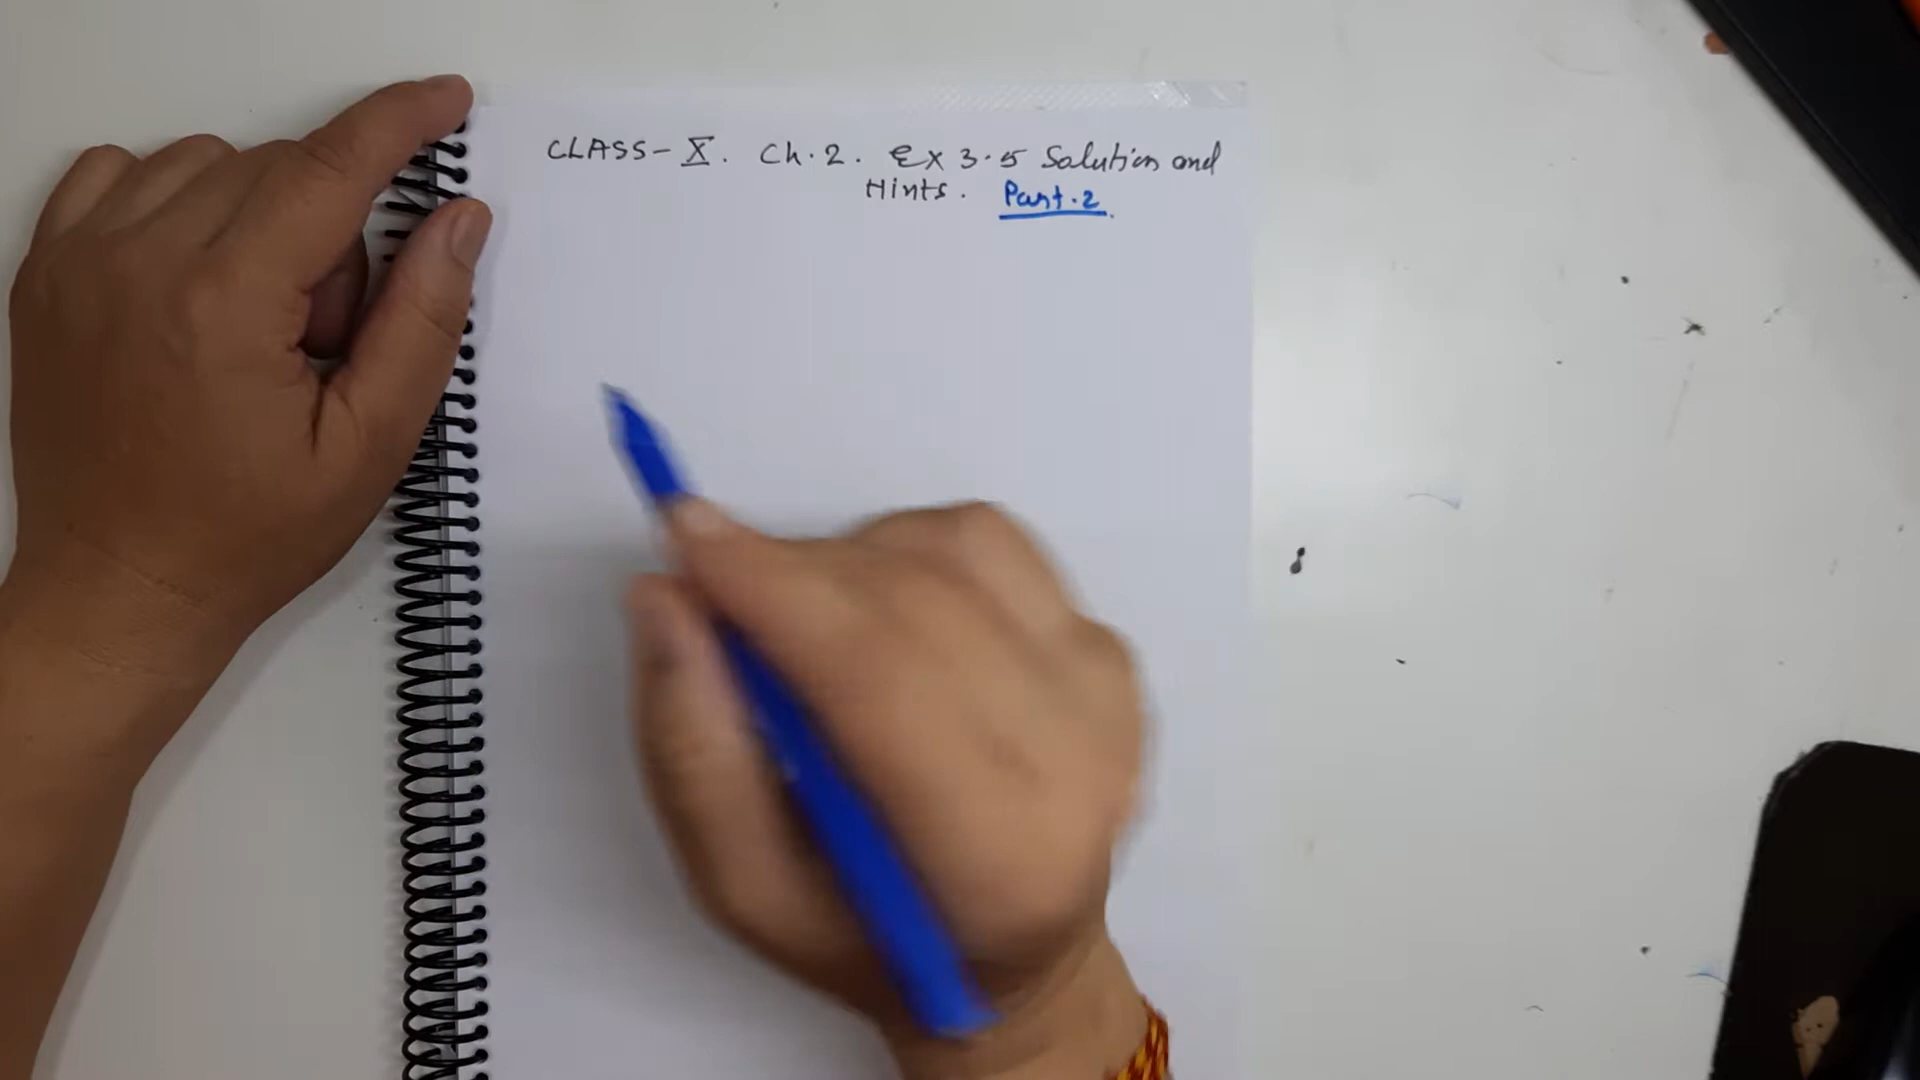 CLASS-X. Ch.2. Ex 3.5 Solution and
Hints. Part.2.